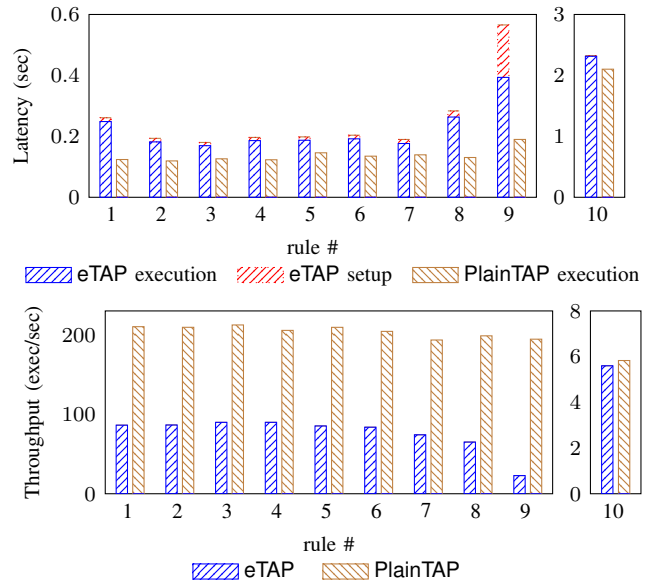 Latency (sec)
0.6
0.4
0.2
0
1 2 3 4 5 6 7 8 9
3
2
1
0
10
rule #
eTAP execution eTAP setup PlainTAP execution
Throughput (exec/sec)
200
100
0
1 2 3 4 5 6 7 8 9
8
6
4
2
0
10
rule #
eTAP PlainTAP